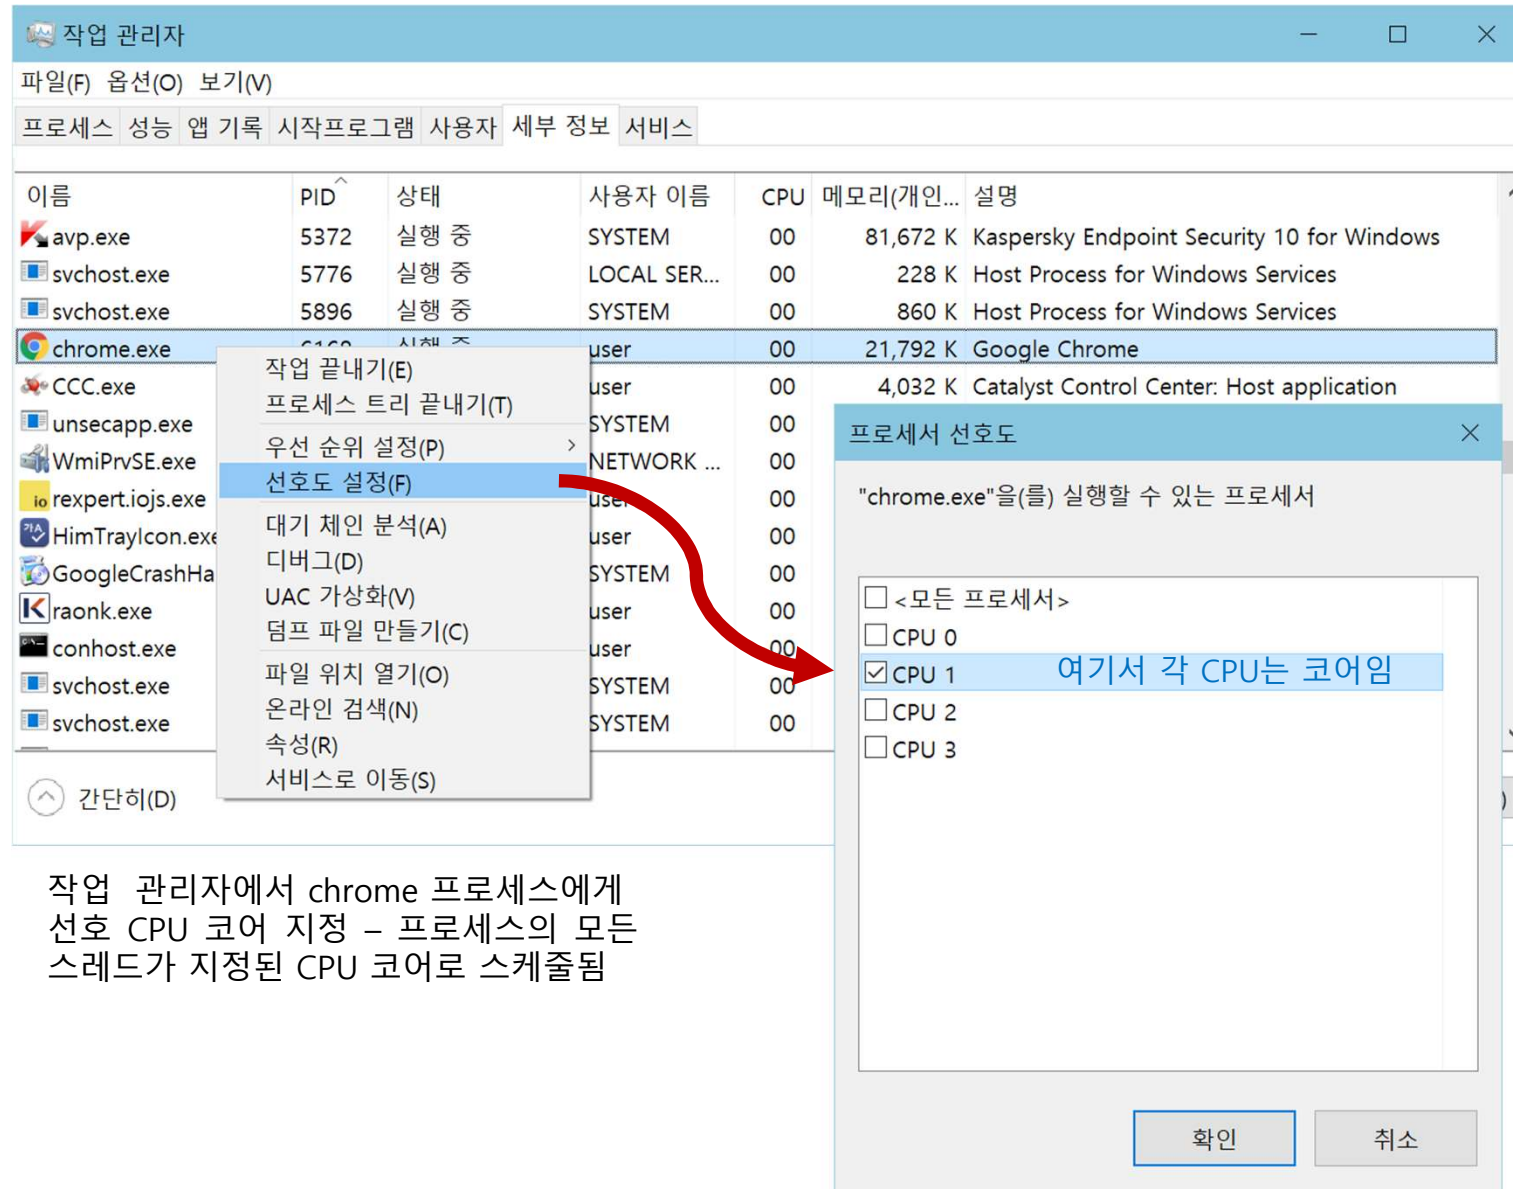 작업 관리자
파일(F) 옵션(O) 보기(V)
프로세스 성능 앱 기록 시작프로그램 사용자 세부 정보 서비스
이름 PID 상태 사용자 이름 CPU 메모리(개인... 설명
avp.exe 5372 실행 중 SYSTEM 00 81,672 K Kaspersky Endpoint Security 10 for Windows
svchost.exe 5776 실행 중 LOCAL SER... 00 228 K Host Process for Windows Services
svchost.exe 5896 실행 중 SYSTEM 00 860 K Host Process for Windows Services
chrome.exe user 00 21,792 K Google Chrome
CCC.exe user 00 4,032 K Catalyst Control Center: Host application
unsecapp.exe SYSTEM 00
WmiPrvSE.exe NETWORK ... 00
rexpert.iojs.exe user 00
HimTrayIcon.exe user 00
GoogleCrashHa SYSTEM 00
raonk.exe user 00
conhost.exe user 00
svchost.exe SYSTEM 00
svchost.exe SYSTEM 00
간단히(D)
작업 끝내기(E)
프로세스 트리 끝내기(T)
우선 순위 설정(P)
선호도 설정(F)
대기 체인 분석(A)
디버그(D)
UAC 가상화(V)
덤프 파일 만들기(C)
파일 위치 열기(O)
온라인 검색(N)
속성(R)
서비스로 이동(S)
프로세서 선호도
"chrome.exe"을(를) 실행할 수 있는 프로세서
<모든 프로세서>
CPU 0
CPU 1 여기서 각 CPU는 코어임
CPU 2
CPU 3
확인 취소
작업 관리자에서 chrome 프로세스에게
선호 CPU 코어 지정 – 프로세스의 모든
스레드가 지정된 CPU 코어로 스케줄됨